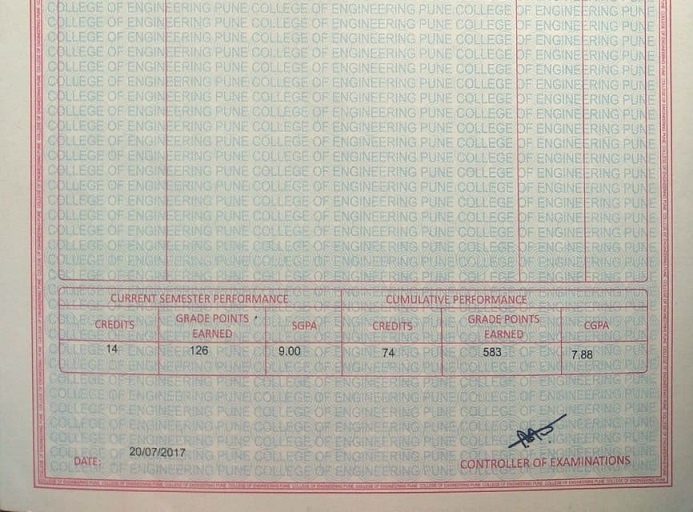 COLLEGE OF ENGINEERING PUNE COLLEGE OF ENGINEERING PUNE COLLEGE OF ENGINEERING PUNE
CURRENT SEMESTER PERFORMANCE CUMULATIVE PERFORMANCE
CREDITS GRADE POINTS EARNED SGPA CREDITS GRADE POINTS EARNED CGPA
14 126 9.00 74 583 7.88
DATE: 20/07/2017
CONTROLLER OF EXAMINATIONS